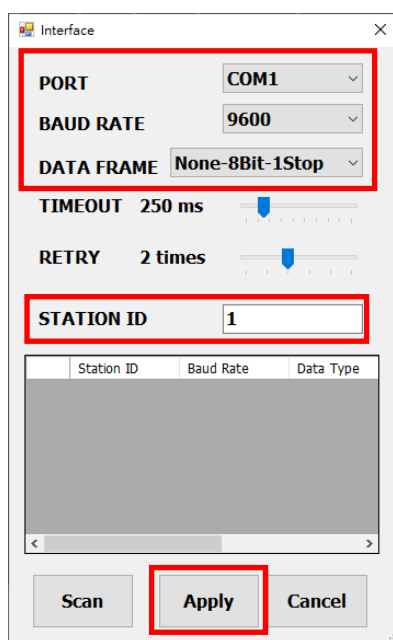 Interface
PORT COM1
BAUD RATE 9600
DATA FRAME None-8Bit-1Stop
TIMEOUT 250 ms
RETRY 2 times
STATION ID 1
Station ID Baud Rate Data Type
Scan Apply Cancel